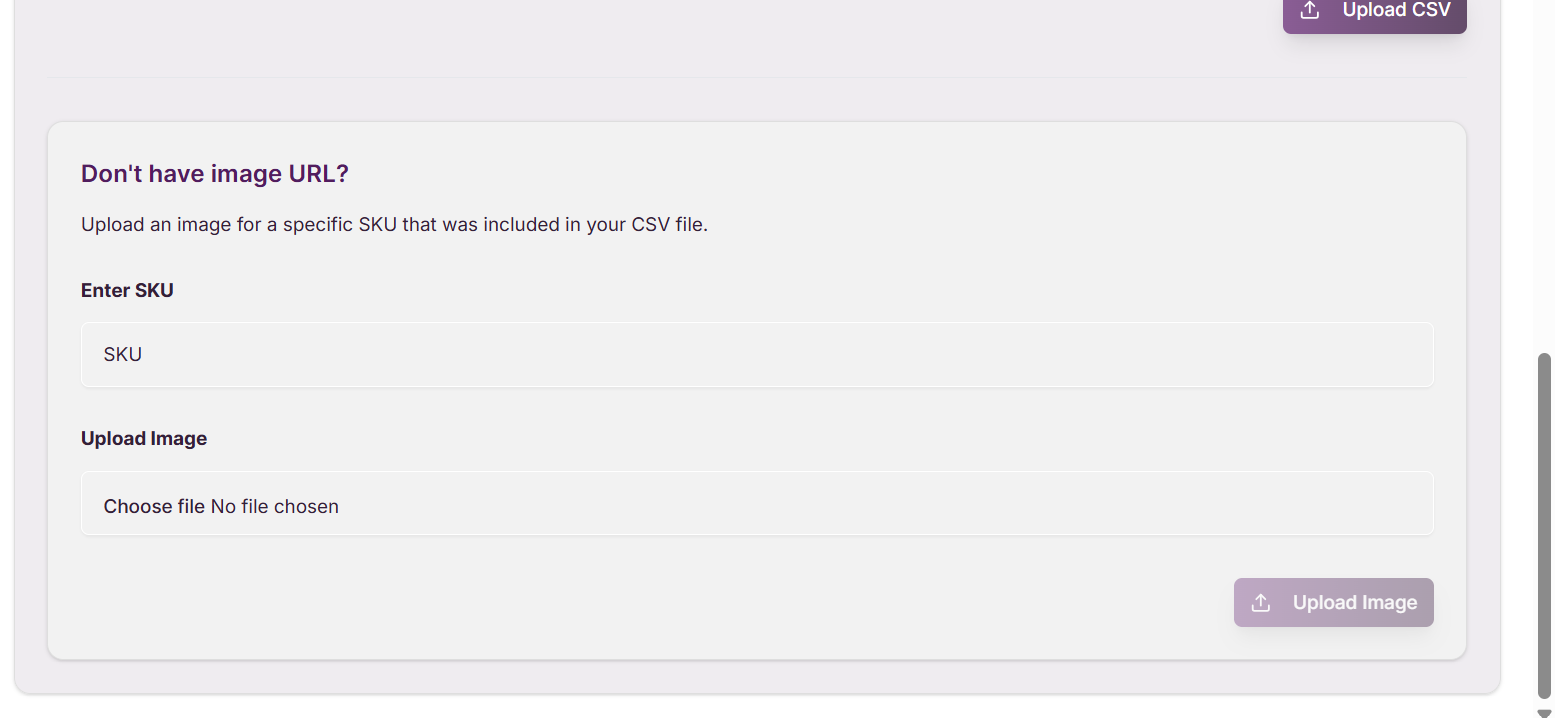 Upload CSV
Don't have image URL?
Upload an image for a specific SKU that was included in your CSV file.
Enter SKU
SKU
Upload Image
Choose file No file chosen
Upload Image